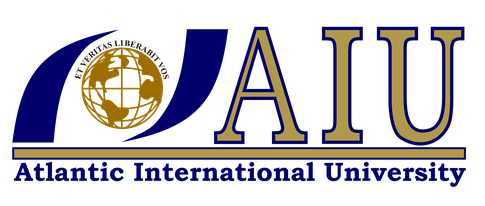 ET VERITAS LIBERABIT VOS
AIU
Atlantic International University